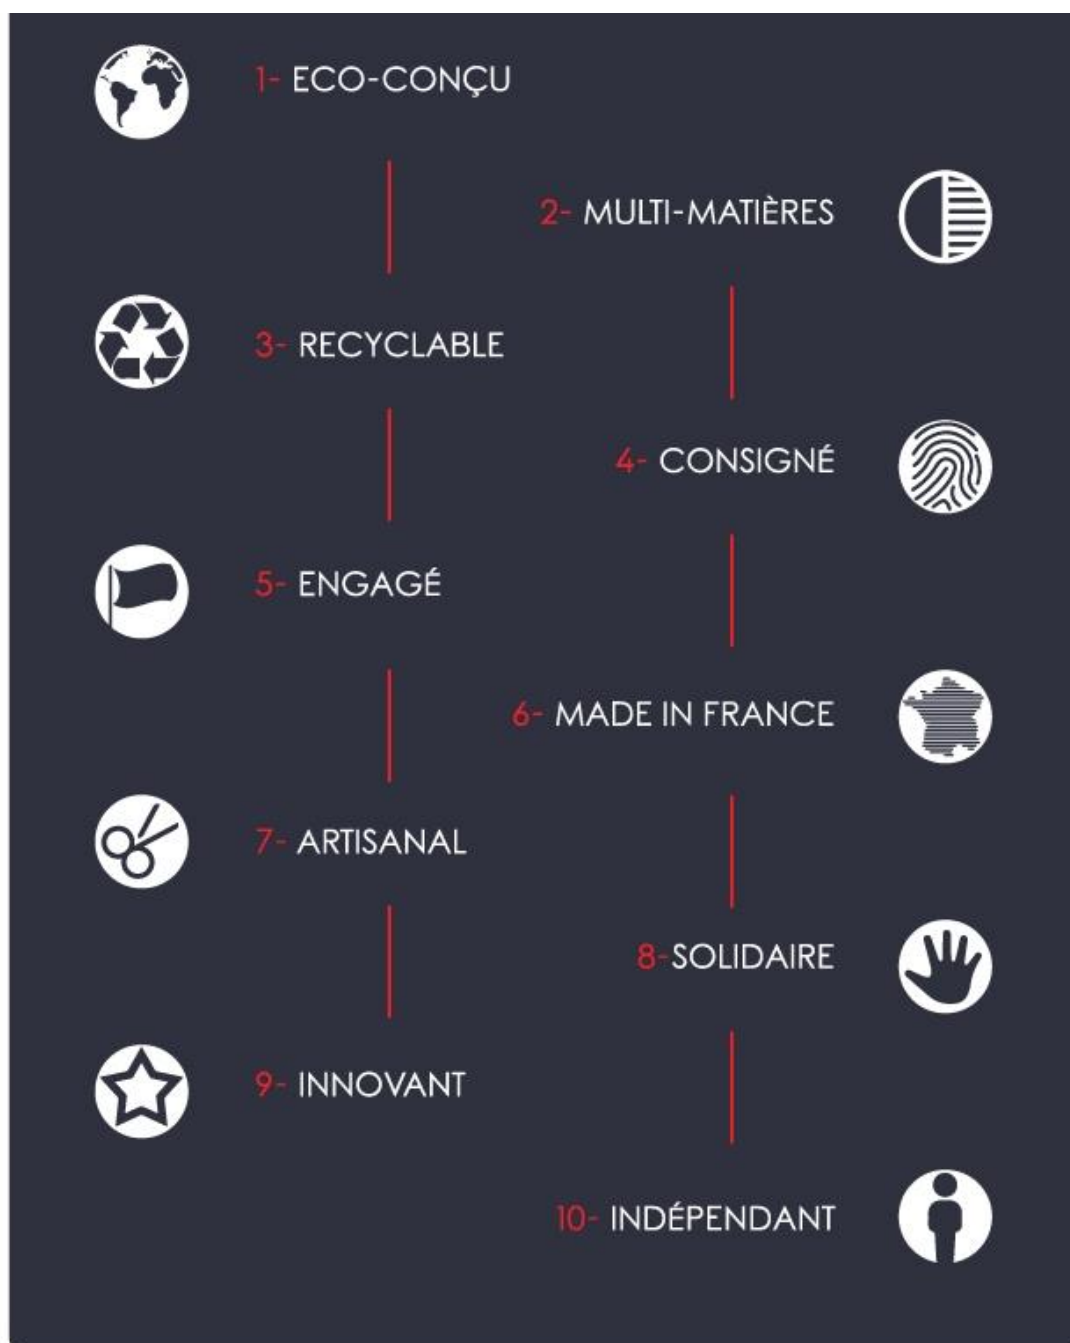 1- ECO-CONÇU
2- MULTI-MATIÈRES
3- RECYCLABLE
4- CONSIGNÉ
5- ENGAGÉ
6- MADE IN FRANCE
7- ARTISANAL
8-SOLIDAIRE
9- INNOVANT
10- INDÉPENDANT